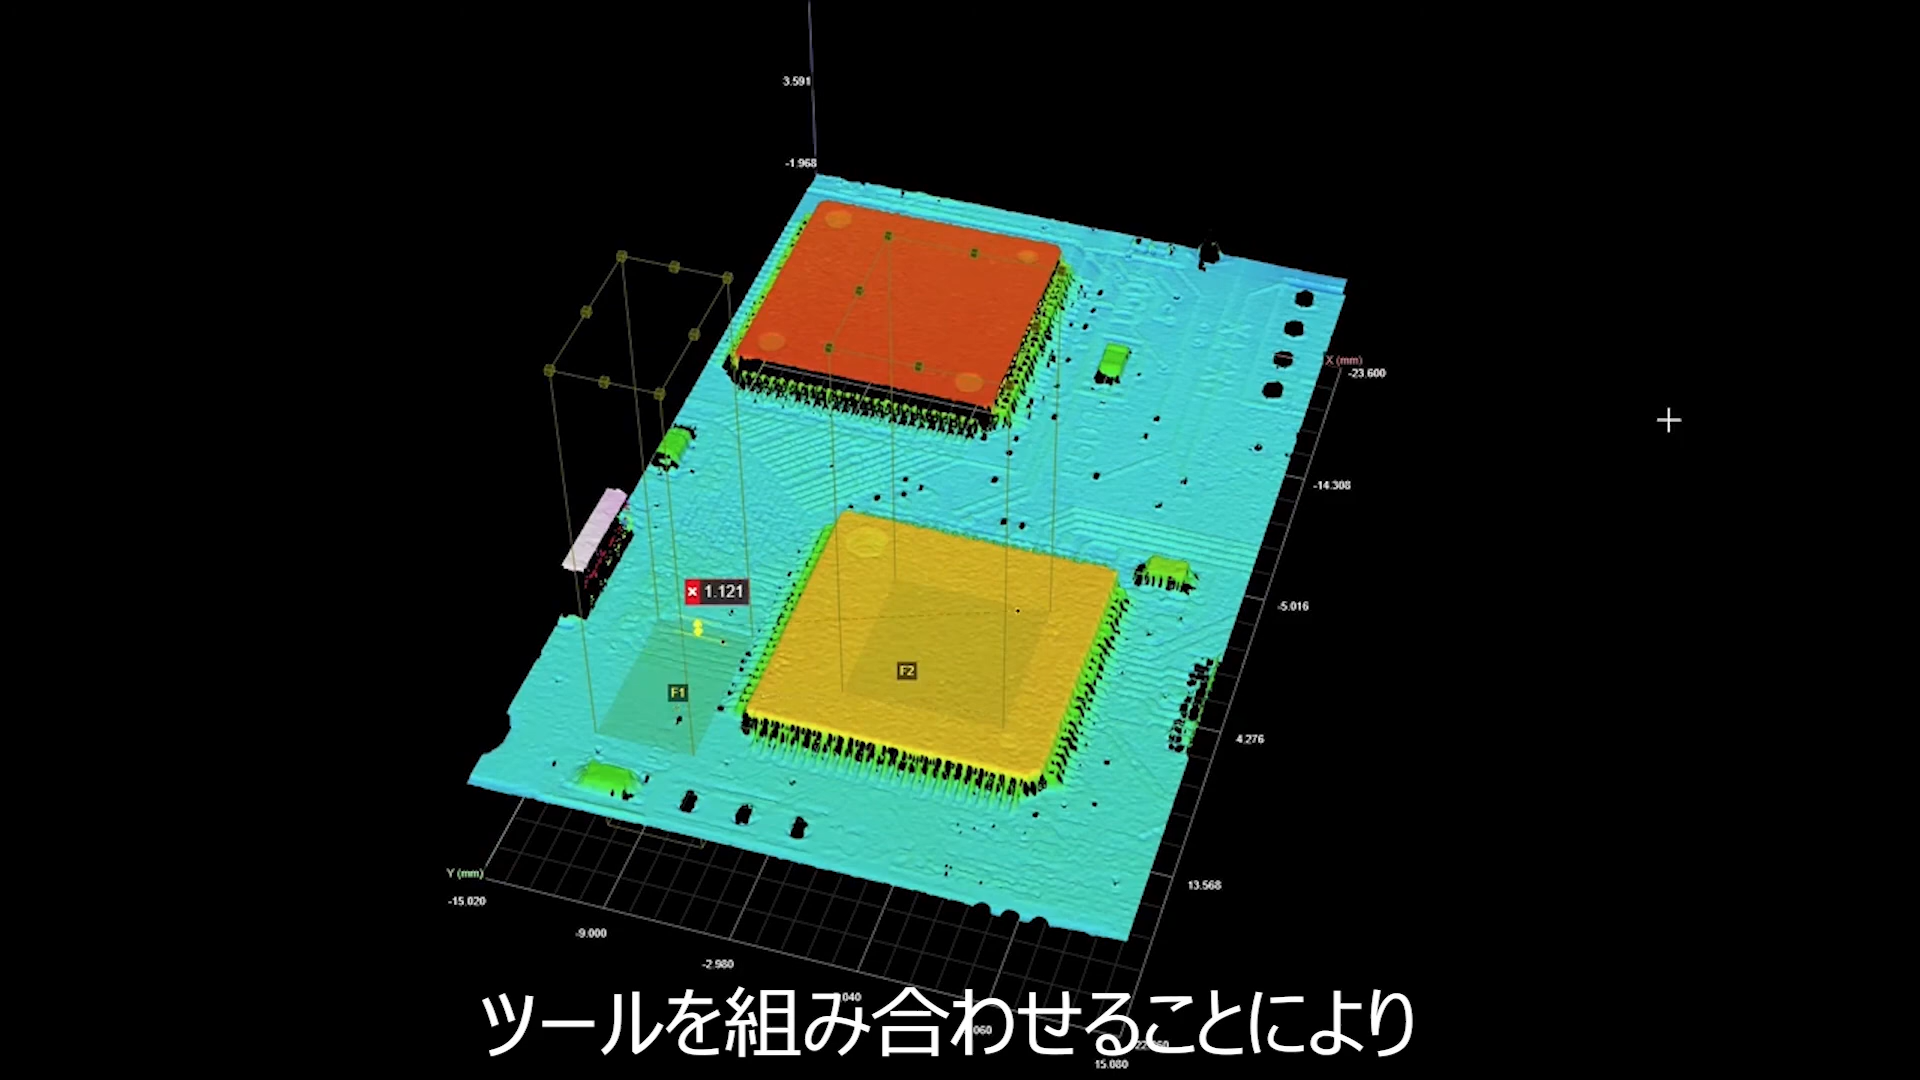 3.591
-1.968
X (mm)
-23.600
-14.308
× 1.121
-5.016
F2
F1
4.276
Y (mm)
-15.020
13.568
-9.000
-2.980
ツールを組み合わせることにより
15.080